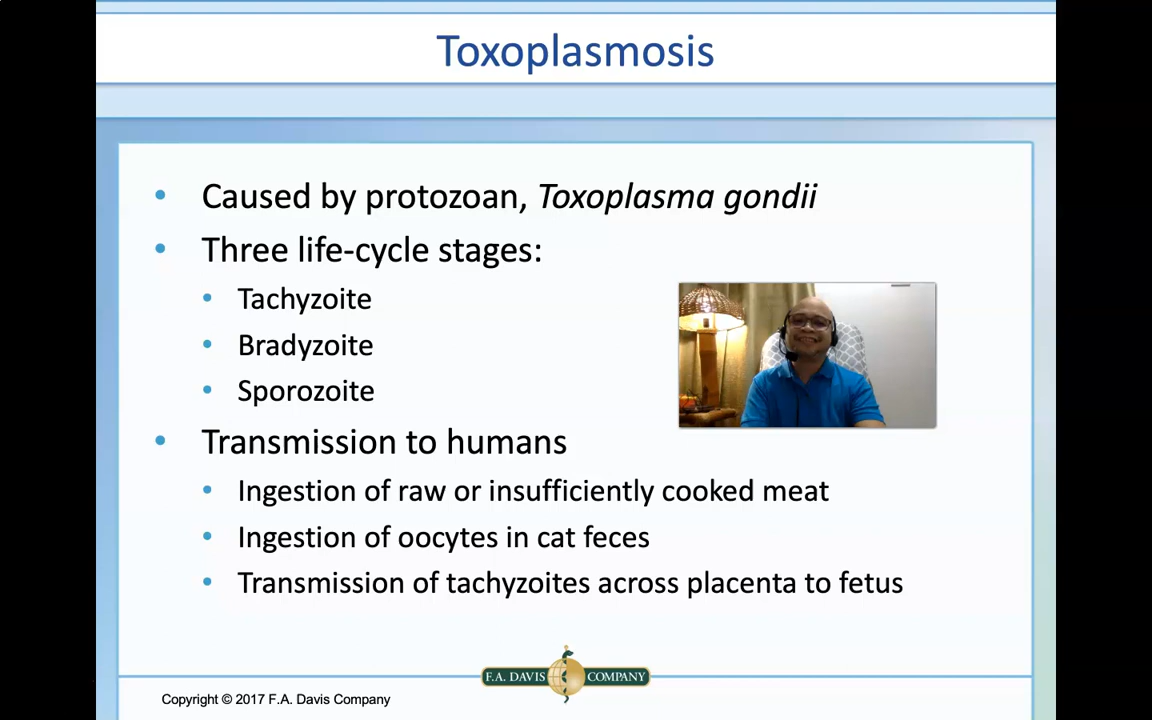 Toxoplasmosis
• Caused by protozoan, Toxoplasma gondii
• Three life-cycle stages:
• Tachyzoite
• Bradyzoite
• Sporozoite
• Transmission to humans
• Ingestion of raw or insufficiently cooked meat
• Ingestion of oocytes in cat feces
• Transmission of tachyzoites across placenta to fetus
F.A. DAVIS COMPANY
Copyright © 2017 F.A. Davis Company